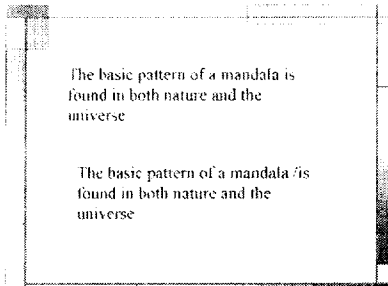 The basic pattern of a mandala is
found in both nature and the
universe
The basic pattern of a mandala /is
found in both nature and the
universe